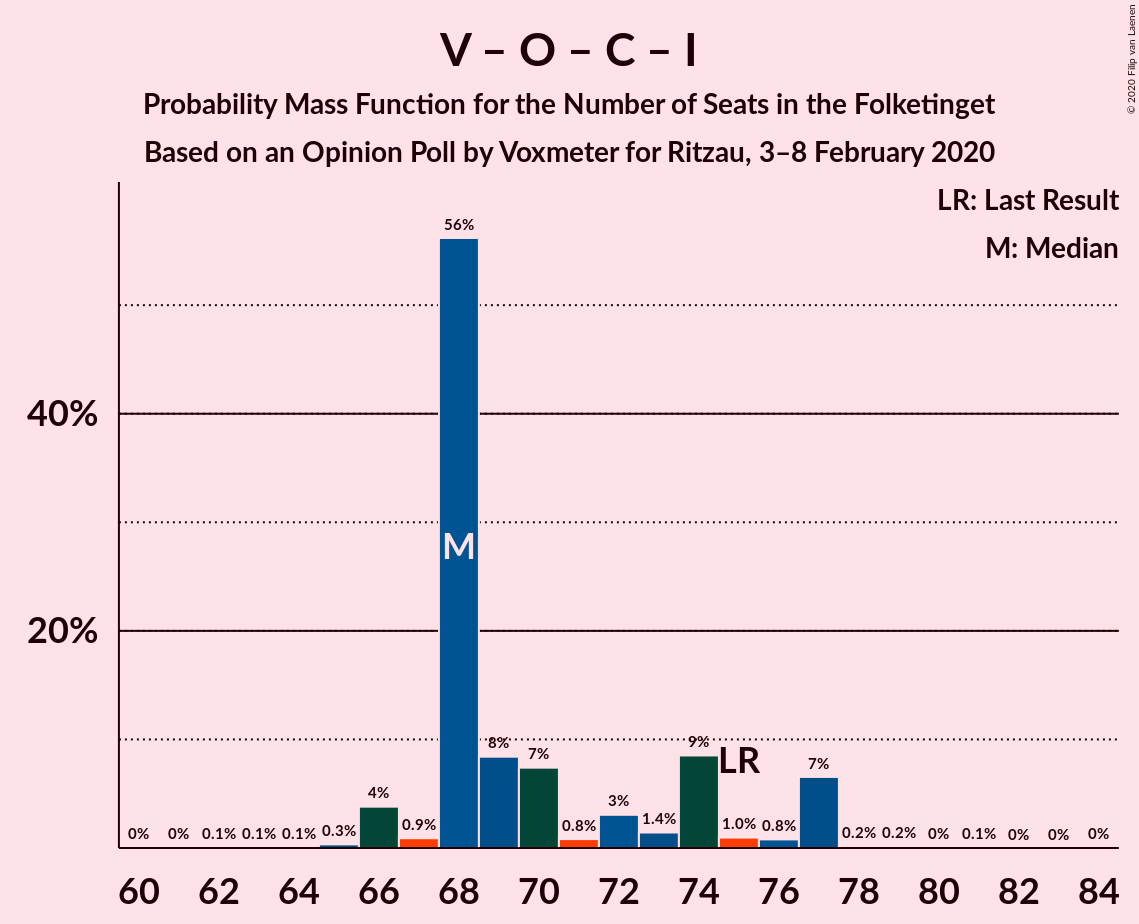 V – O – C – I
Probability Mass Function for the Number of Seats in the Folketinget
Based on an Opinion Poll by Voxmeter for Ritzau, 3–8 February 2020
© 2020 Filip van Laenen
LR: Last Result
M: Median
40%
20%
0% 0% 0.1% 0.1% 0.1% 0.3% 4% 0.9% 56% 8% 7% 0.8% 3% 1.4% 9% 1.0% 0.8% 7% 0.2% 0.2% 0% 0.1% 0% 0% 0%
M
LR
60 62 64 66 68 70 72 74 76 78 80 82 84